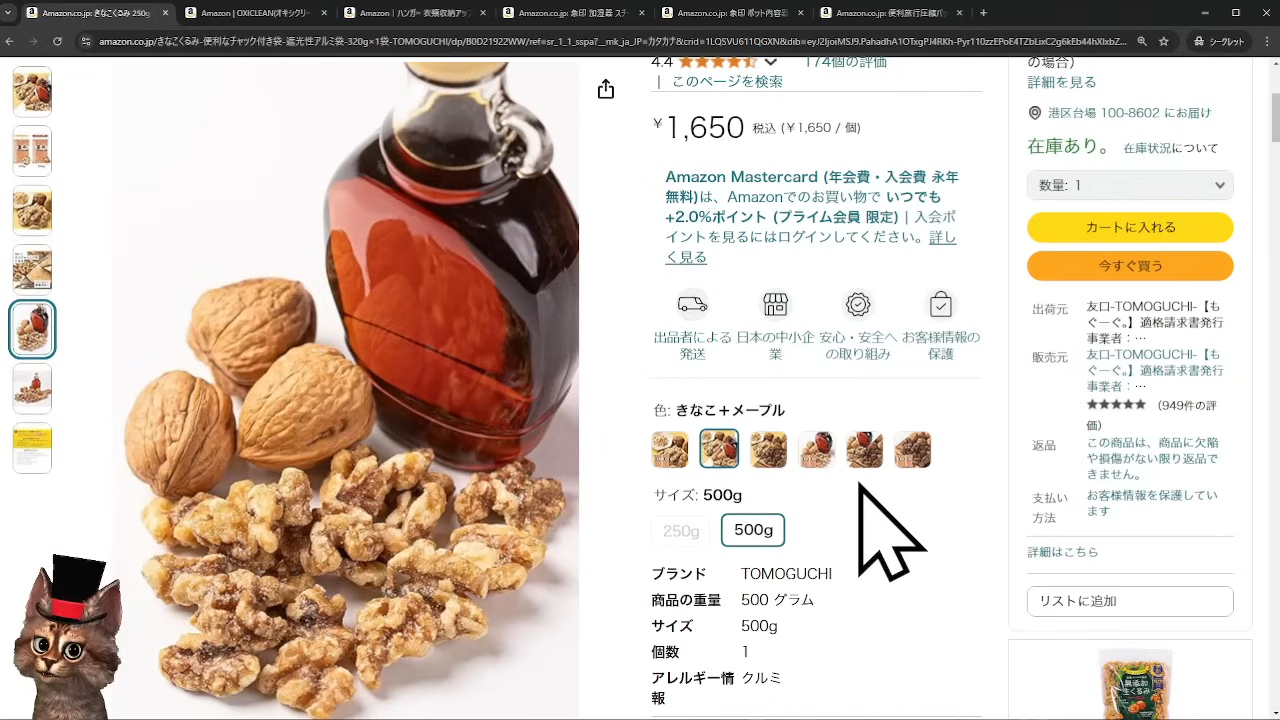 Amazon.co.jp: きなこくるみ 250g
Amazon | OXICLEAN(オキシクリー
Amazon | ハンガー 衣類収納アップ
Amazon.co.jp: 象印 加湿器 スチー
Amazon.co.jp: 象印 ポット内容器
Amazon.co.jp: 便利旅行圧縮バッ
シークレット
4.4
174個の評価
| このページを検索
¥1,650 税込 (¥1,650 / 個)
Amazon Mastercard (年会費・入会費 永年
無料)は、Amazonでのお買い物で いつでも
+2.0%ポイント (プライム会員 限定) | 入会ポ
イントを見るにはログインしてください。詳し
く見る
出品者による
発送
日本の中小企
業
安心・安全へ
の取り組み
お客様情報の
保護
色: きなこ+メープル
サイズ: 500g
250g
500g
ブランド TOMOGUCHI
商品の重量 500 グラム
サイズ 500g
個数 1
アレルギー情
報
クルミ
の場合)
詳細を見る
港区台場 100-8602 にお届け
在庫あり。 在庫状況について
数量: 1
カートに入れる
今すぐ買う
出荷元
友口-TOMOGUCHI-【も
ぐーぐ。】適格請求書発行
事業者：…
販売元
友口-TOMOGUCHI-【も
ぐーぐ。】適格請求書発行
事業者：…
★★★★★ (949件の評
価)
返品
この商品は、商品に欠陥
や損傷がない限り返品で
きません。
支払い
方法
お客様情報を保護してい
ます
詳細はこちら
リストに追加